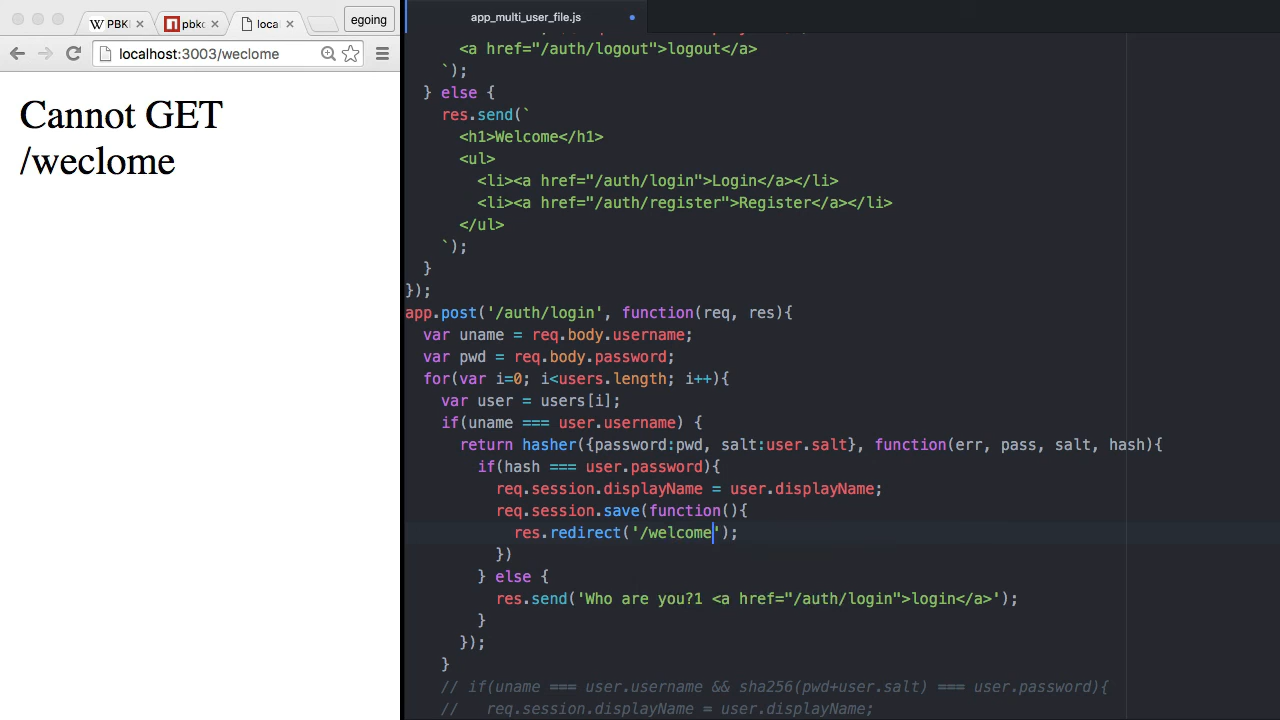 PBK
pbkc
loca
egoing
localhost:3003/weclome
Cannot GET
/weclome
app_multi_user_file.js
<a href="/auth/logout">logout</a>
`);
} else {
res.send(`
<h1>Welcome</h1>
<ul>
<li><a href="/auth/login">Login</a></li>
<li><a href="/auth/register">Register</a></li>
</ul>
`);
}
});
app.post('/auth/login', function(req, res){
var uname = req.body.username;
var pwd = req.body.password;
for(var i=0; i<users.length; i++){
var user = users[i];
if(uname === user.username) {
return hasher({password:pwd, salt:user.salt}, function(err, pass, salt, hash){
if(hash === user.password){
req.session.displayName = user.displayName;
req.session.save(function(){
res.redirect('/welcome');
})
} else {
res.send('Who are you?1 <a href="/auth/login">login</a>');
}
});
}
// if(uname === user.username && sha256(pwd+user.salt) === user.password){
//   req.session.displayName = user.displayName;